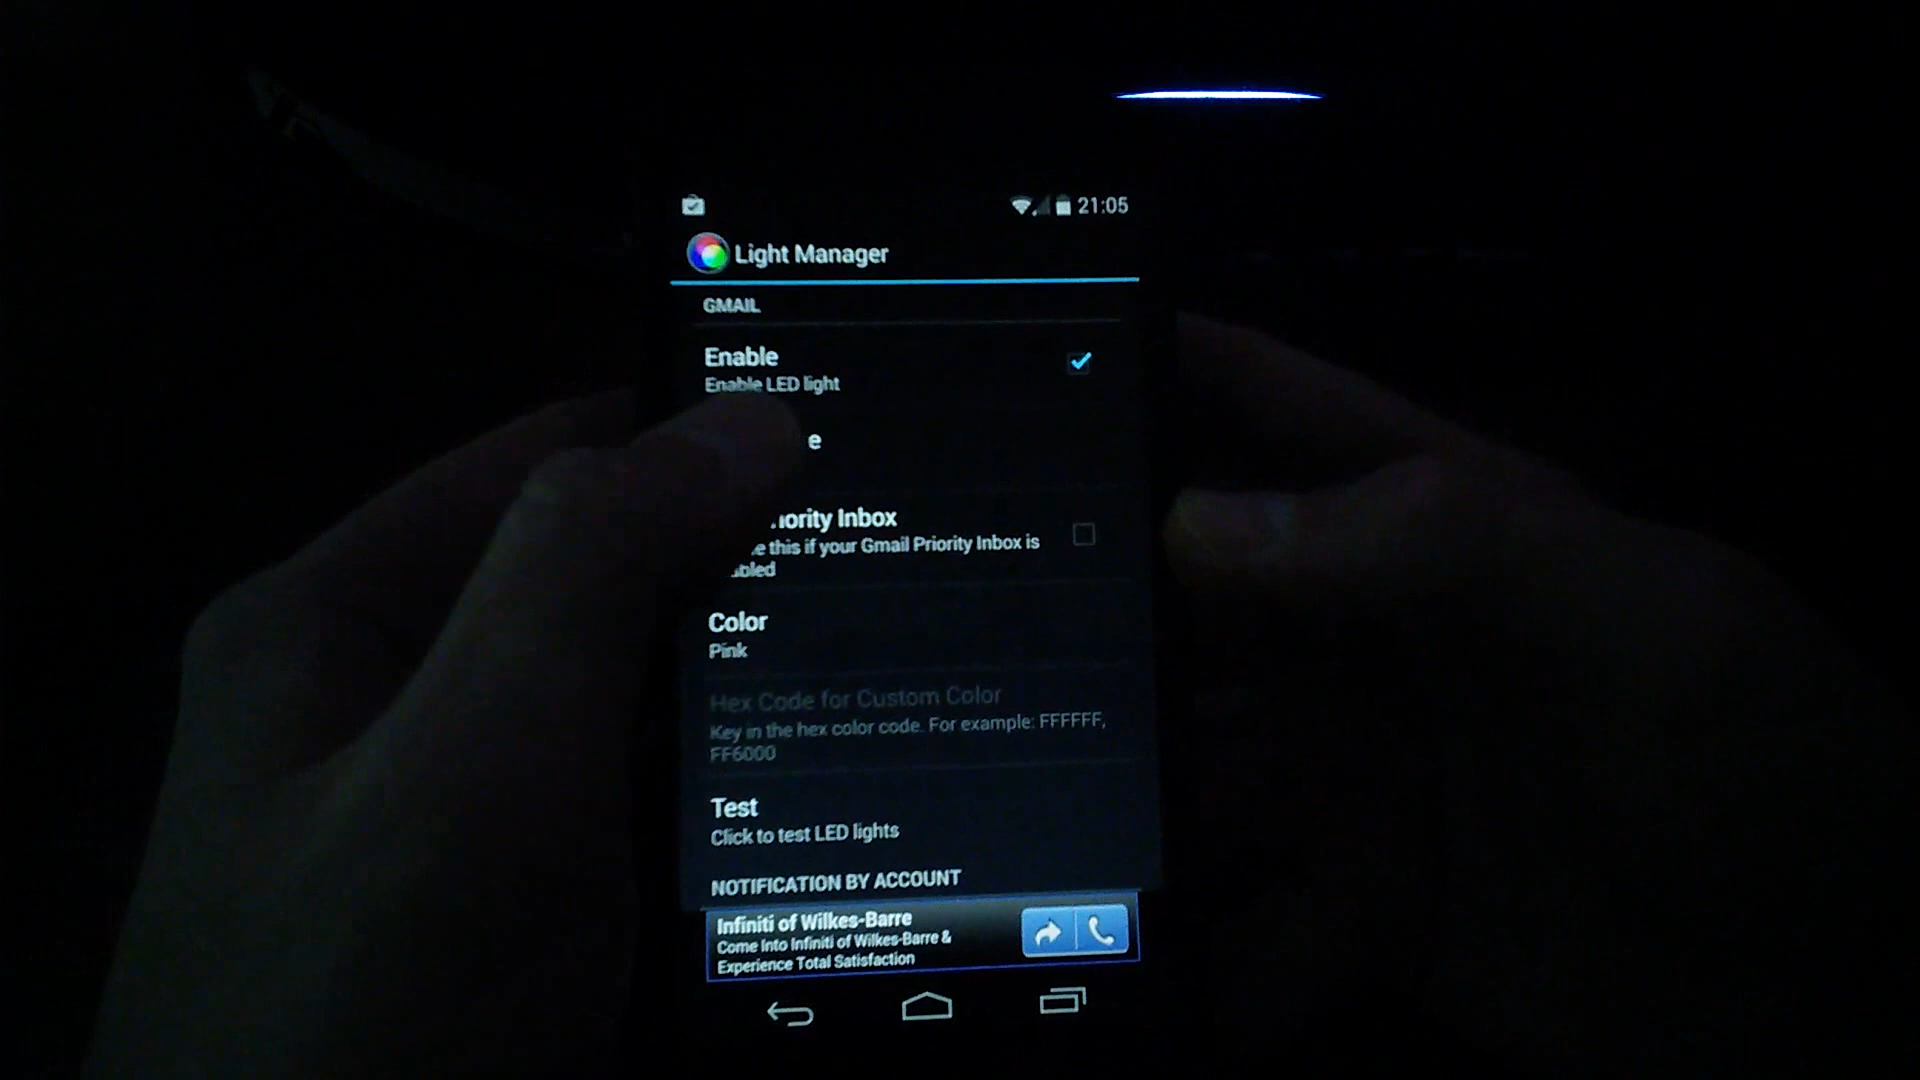 21:05
Light Manager
GMAIL
Enable
Enable LED light
Inbox
this if your Gmail Priority Inbox is
Color
Pink
Hex Code for Custom Color
Key in the hex color code. For example: FFFFFF,
FF6000
Test
Click to test LED lights
NOTIFICATION BY ACCOUNT
Infiniti of Wilkes-Barre
Come Into Infiniti of Wilkes-Barre &
Experience Total Satisfaction